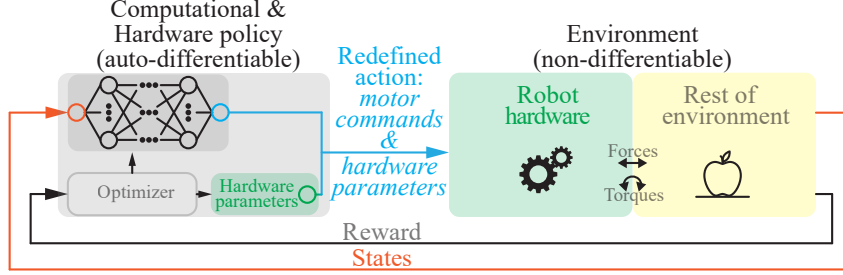 Computational &
Hardware policy
(auto-differentiable)
Optimizer
Hardware
parameters
Redefined
action:
motor
commands
&
hardware
parameters
Environment
(non-differentiable)
Robot
hardware
Rest of
environment
Forces
Torques
Reward
States